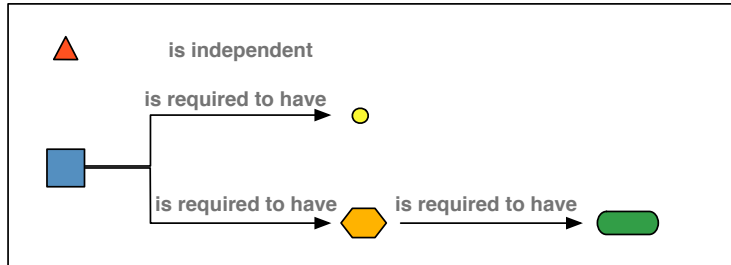 is independent
is required to have
is required to have
is required to have